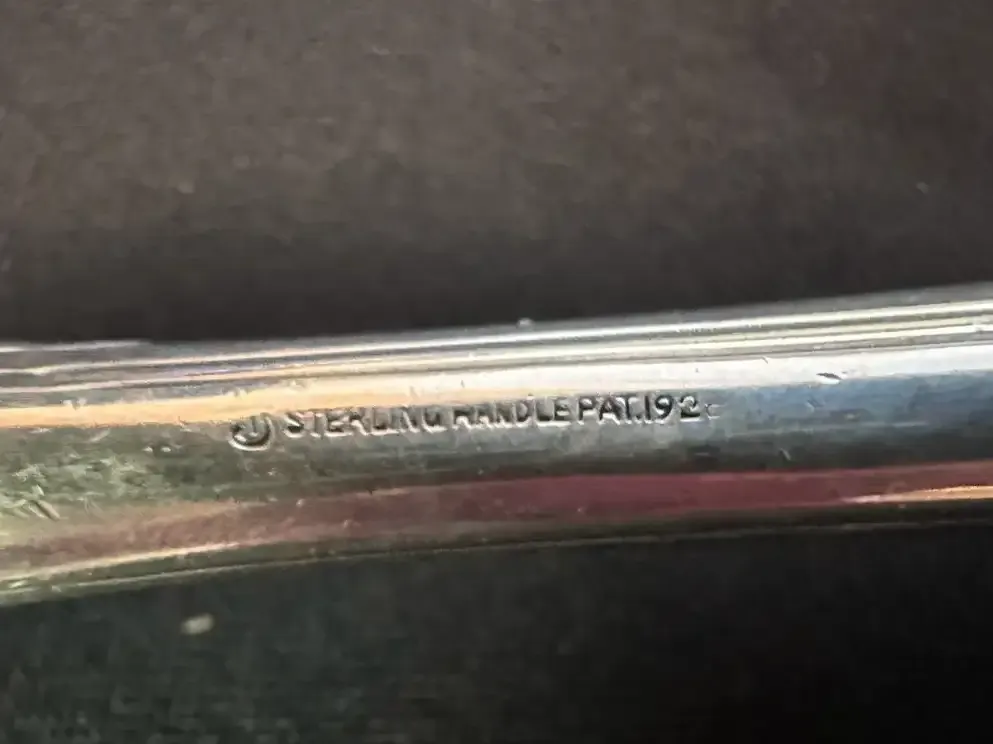 STERLING HANDLE PAT. 192